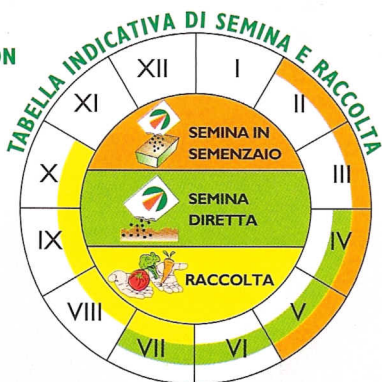 ON
TABELLA INDICATIVA DI SEMINA E RACCOLTA
XII
I
XI
II
X
III
IX
IV
VIII
V
VII
VI
SEMINA IN
SEMENZAIO
SEMINA
DIRETTA
RACCOLTA